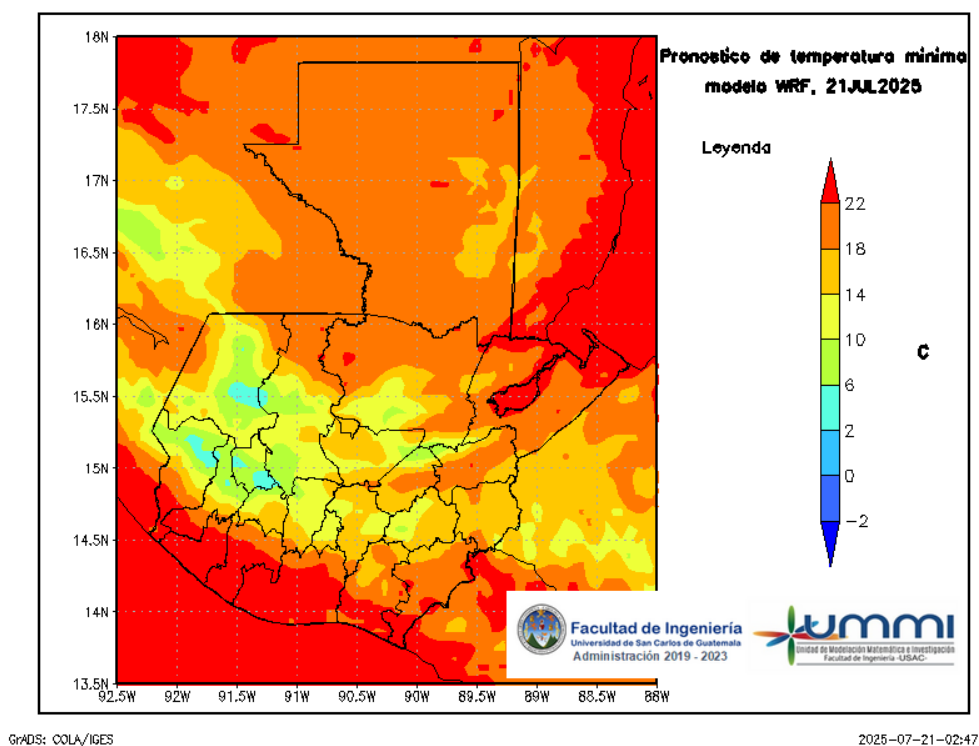 Pronostico de temperatura minima
modelo WRF, 21JUL2025
Leyenda
22
18
14
10
6
2
0
−2
C
18N
17.5N
17N
16.5N
16N
15.5N
15N
14.5N
14N
13.5N
92.5W 92W 91.5W 91W 90.5W 90W 89.5W 89W 88.5W 88W
Facultad de Ingeniería
Universidad de San Carlos de Guatemala
Administración 2019 - 2023
ummi
Unidad de Modelación Matemática e Investigación
Facultad de Ingeniería -USAC-
GrADS: COLA/IGES
2025-07-21-02:47